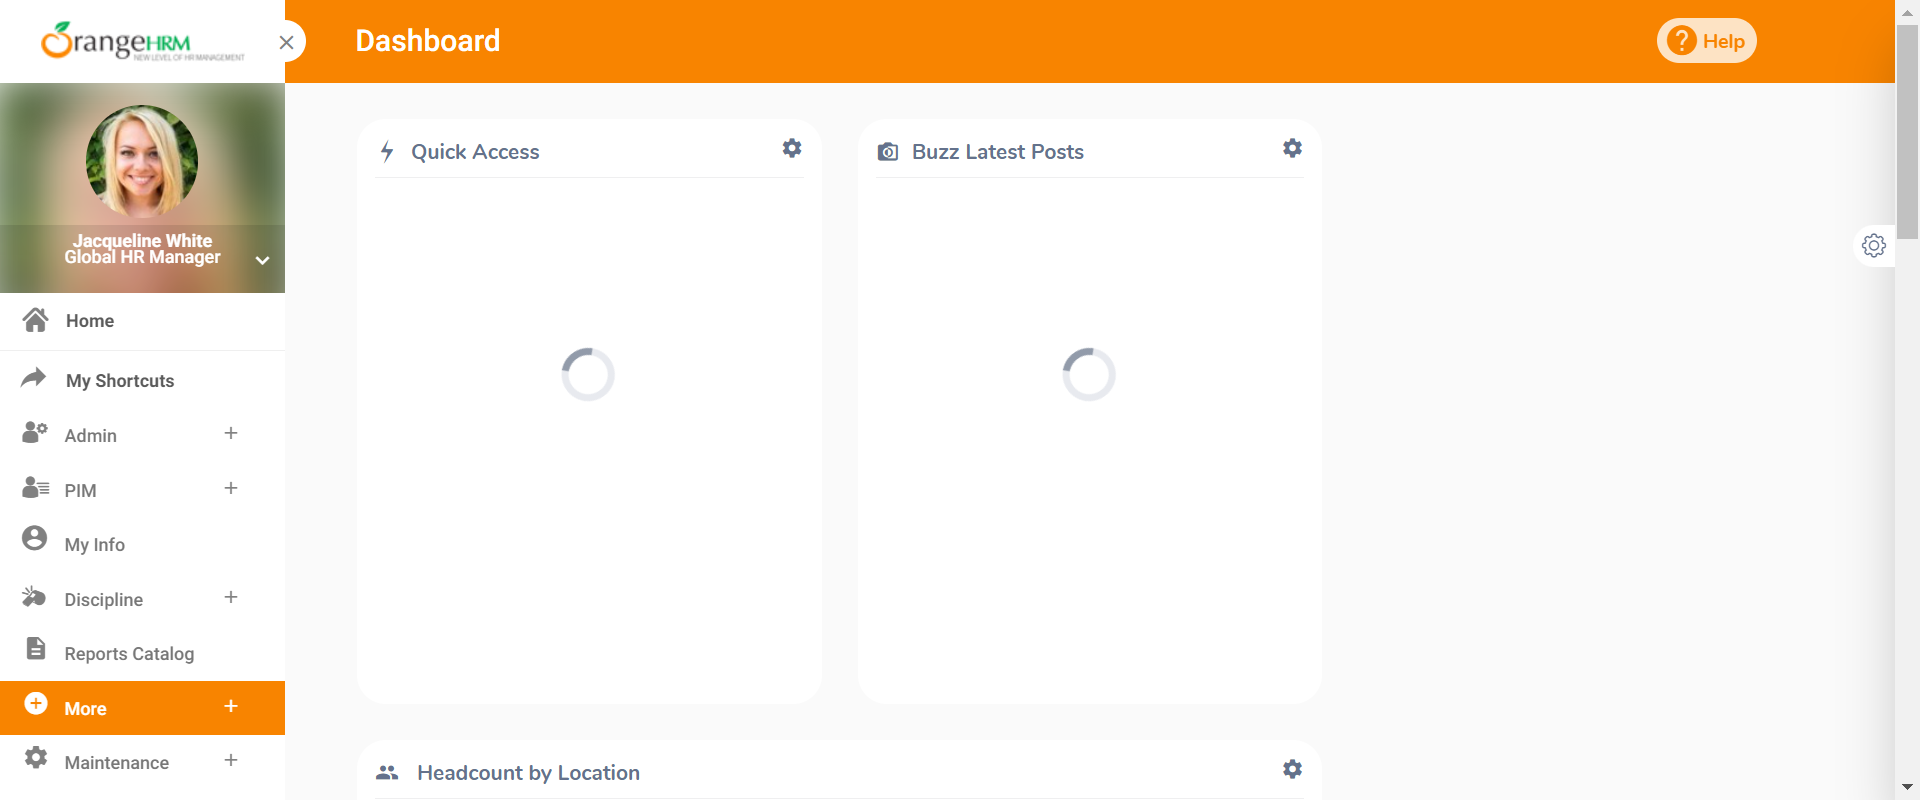 OrangeHRM
NEW LEVEL OF HR MANAGEMENT
Dashboard
Help
Jacqueline White
Global HR Manager
Home
My Shortcuts
Admin
PIM
My Info
Discipline
Reports Catalog
More
Maintenance
Quick Access
Buzz Latest Posts
Headcount by Location